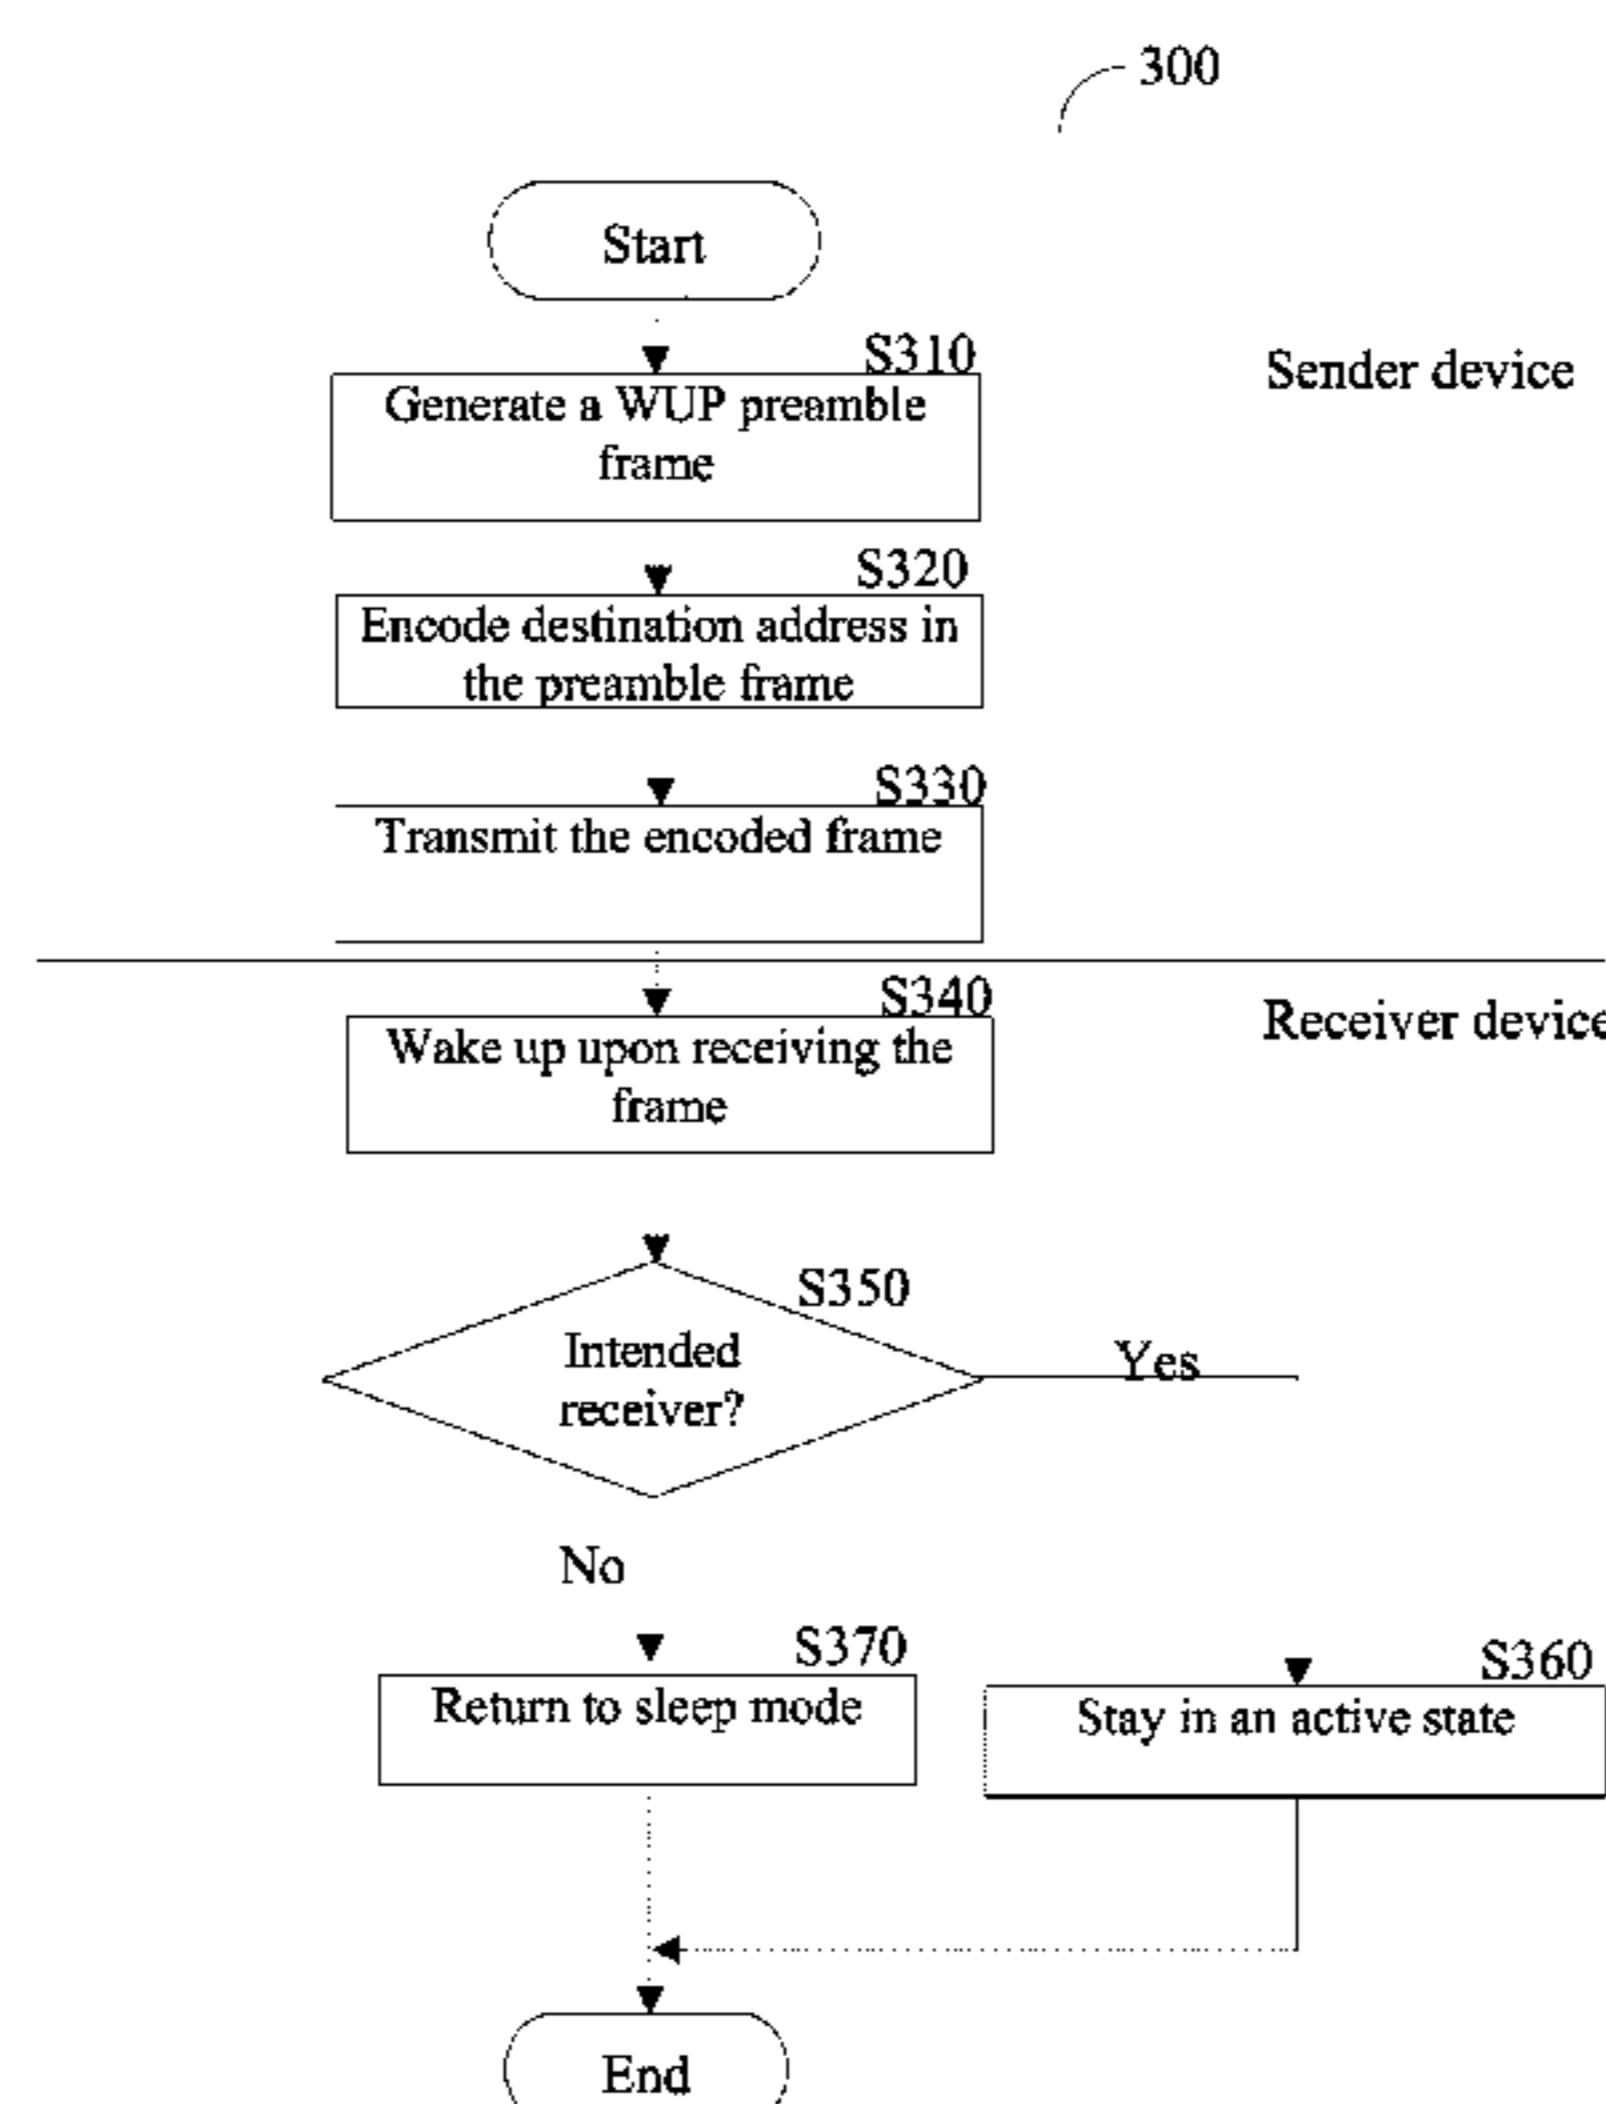 300
Start
S310
Sender device
Generate a WUP preamble
frame
S320
Encode destination address in
the preamble frame
S330
Transmit the encoded frame
S340
Receiver device
Wake up upon receiving the
frame
S350
Intended
receiver?
Yes
No
S370
S360
Return to sleep mode
Stay in an active state
End